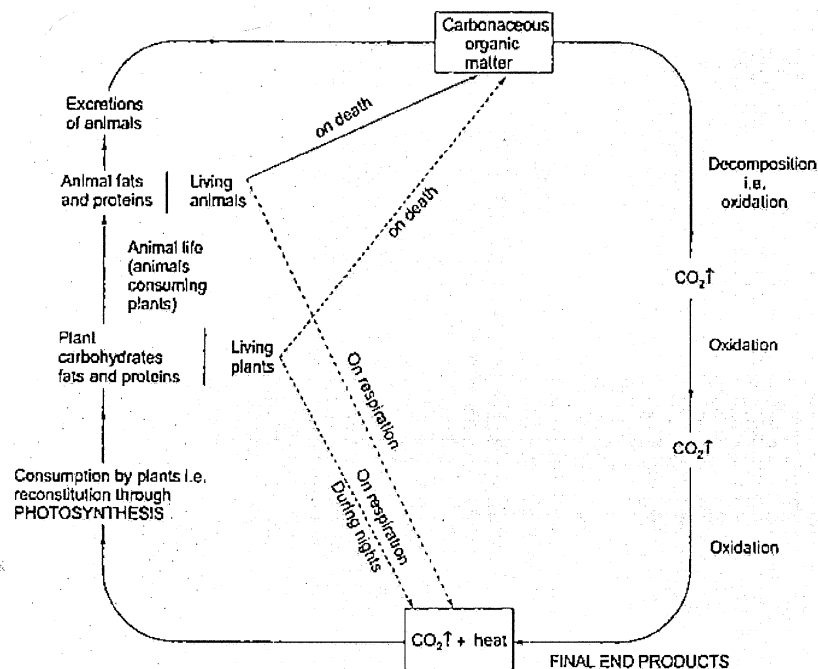 Carbonaceous
organic
matter
Excretions
of animals
on death
Animal fats
and proteins
Living
animals
on death
Decomposition
i.e.
oxidation
Animal life
(animals
consuming
plants)
CO₂↑
Plant
carbohydrates
fats and proteins
Living
plants
Oxidation
On respiration
CO₂↑
Consumption by plants i.e.
reconstitution through
PHOTOSYNTHESIS
On respiration
During nights
Oxidation
CO₂↑ + heat
FINAL END PRODUCTS